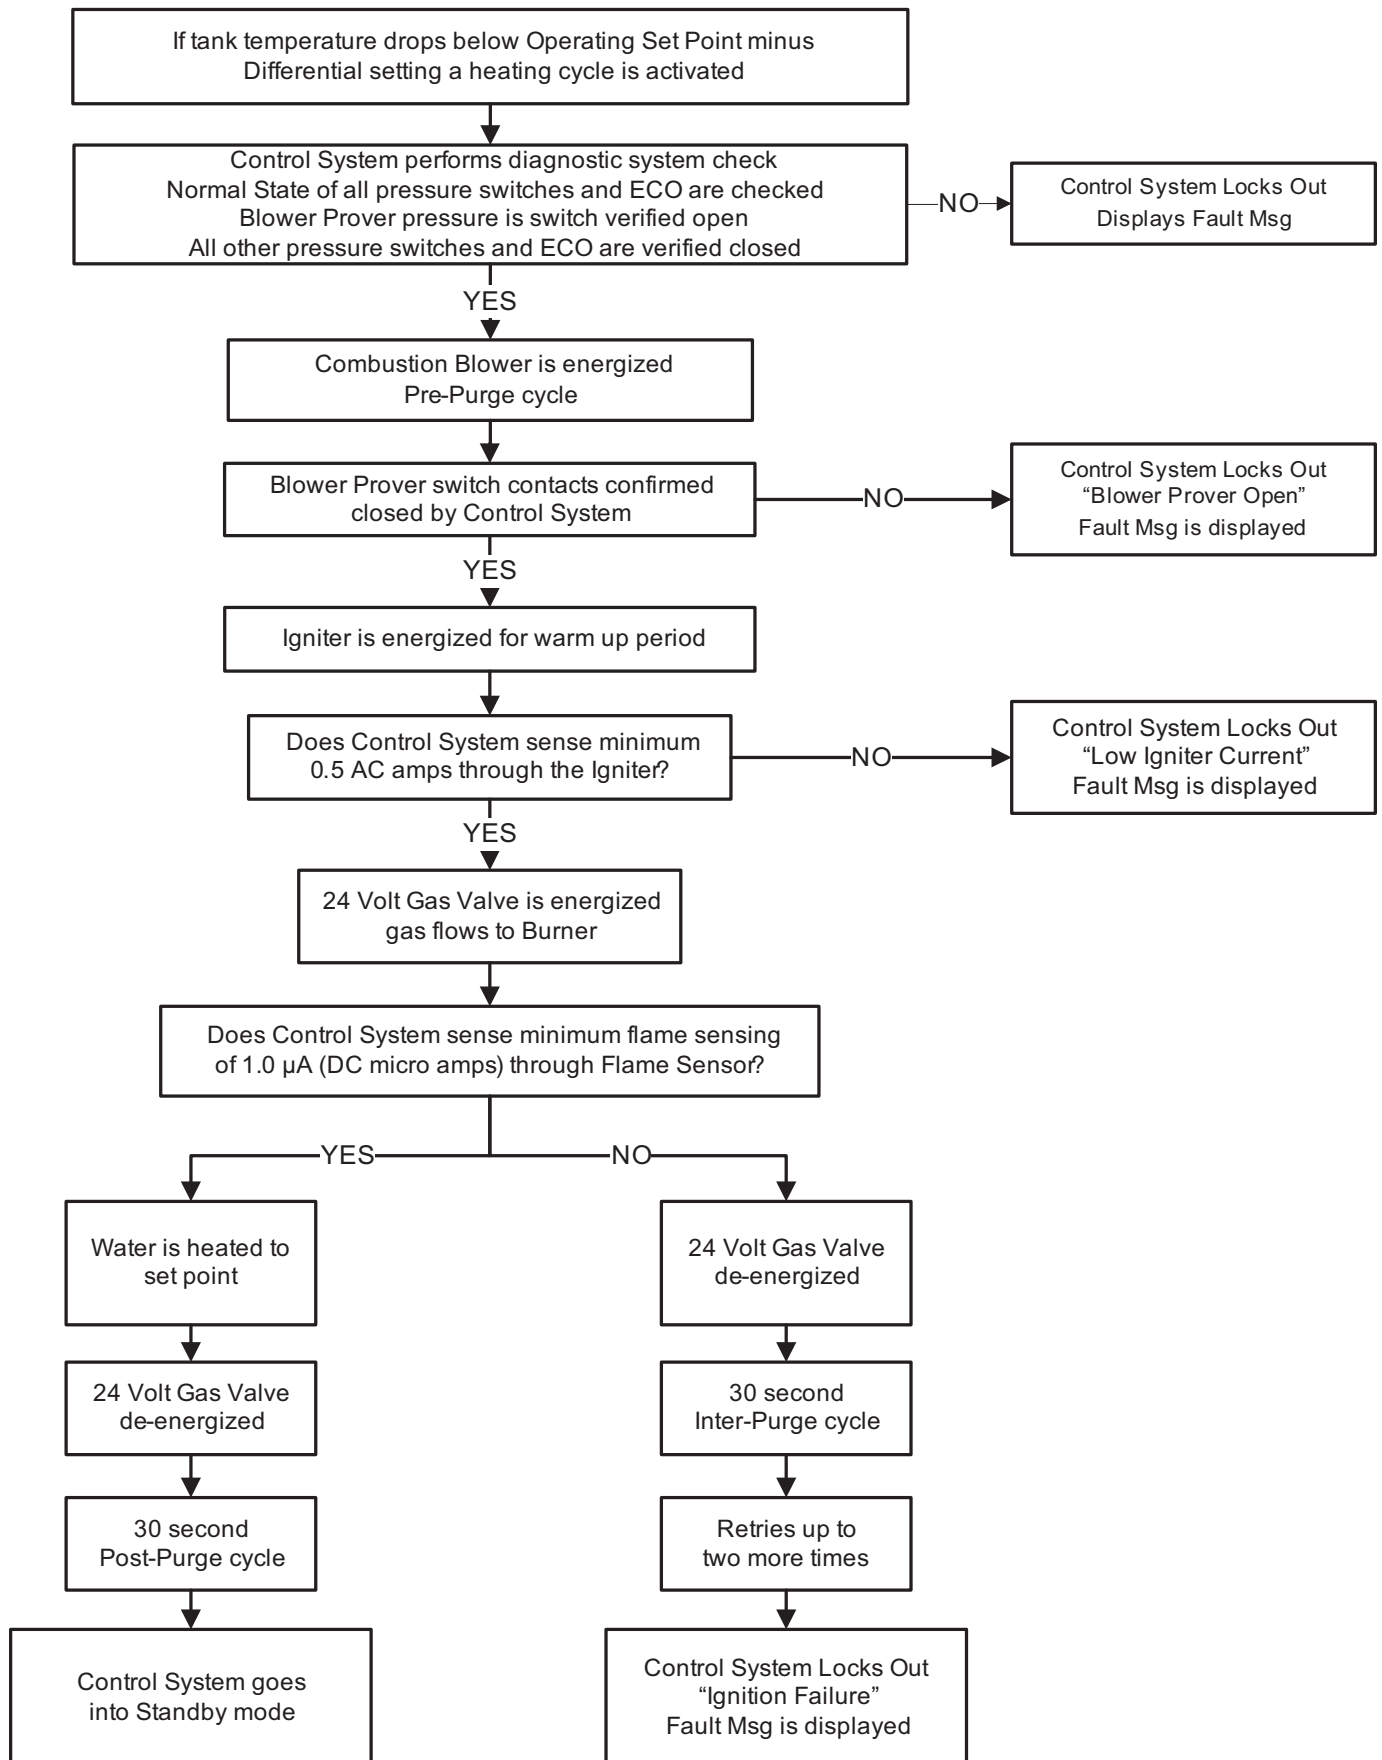 If tank temperature drops below Operating Set Point minus
Differential setting a heating cycle is activated
Control System performs diagnostic system check
Normal State of all pressure switches and ECO are checked
Blower Prover pressure is switch verified open
All other pressure switches and ECO are verified closed
NO
Control System Locks Out
Displays Fault Msg
YES
Combustion Blower is energized
Pre-Purge cycle
Blower Prover switch contacts confirmed
closed by Control System
NO
Control System Locks Out
“Blower Prover Open”
Fault Msg is displayed
YES
Igniter is energized for warm up period
Does Control System sense minimum
0.5 AC amps through the Igniter?
NO
Control System Locks Out
“Low Igniter Current”
Fault Msg is displayed
YES
24 Volt Gas Valve is energized
gas flows to Burner
Does Control System sense minimum flame sensing
of 1.0 µA (DC micro amps) through Flame Sensor?
YES
NO
Water is heated to
set point
24 Volt Gas Valve
de-energized
24 Volt Gas Valve
de-energized
30 second
Inter-Purge cycle
30 second
Post-Purge cycle
Retries up to
two more times
Control System goes
into Standby mode
Control System Locks Out
“Ignition Failure”
Fault Msg is displayed